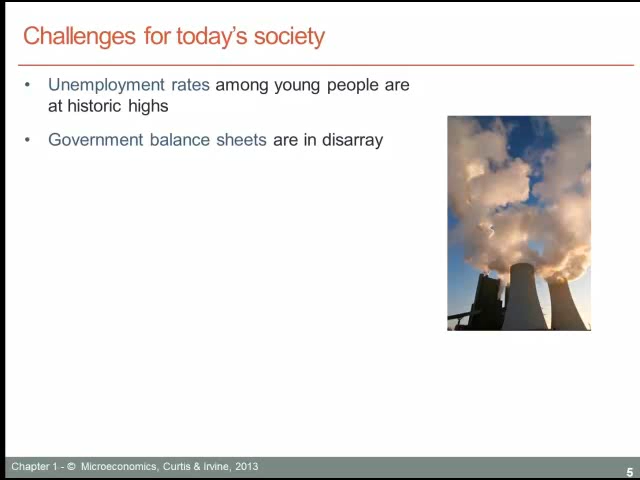 Challenges for today's society
• Unemployment rates among young people are
at historic highs
• Government balance sheets are in disarray
Chapter 1 - © Microeconomics, Curtis & Irvine, 2013
5